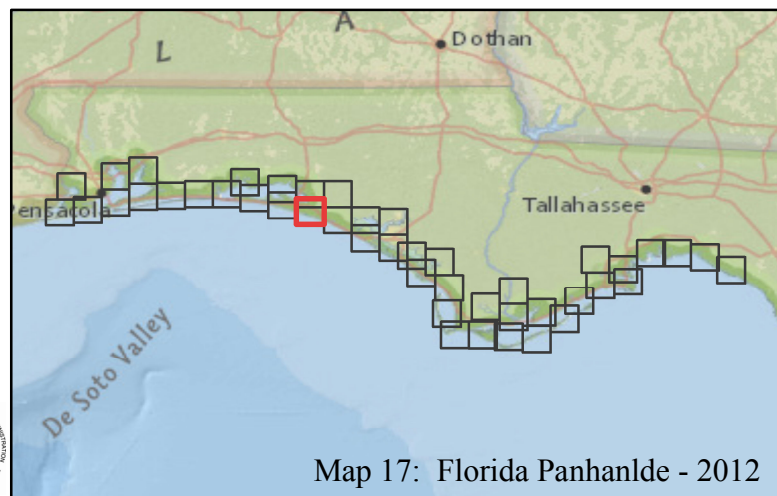 L A
Dothan
Tallahassee
Pensacola
De Soto Valley
Map 17: Florida Panhanlde - 2012